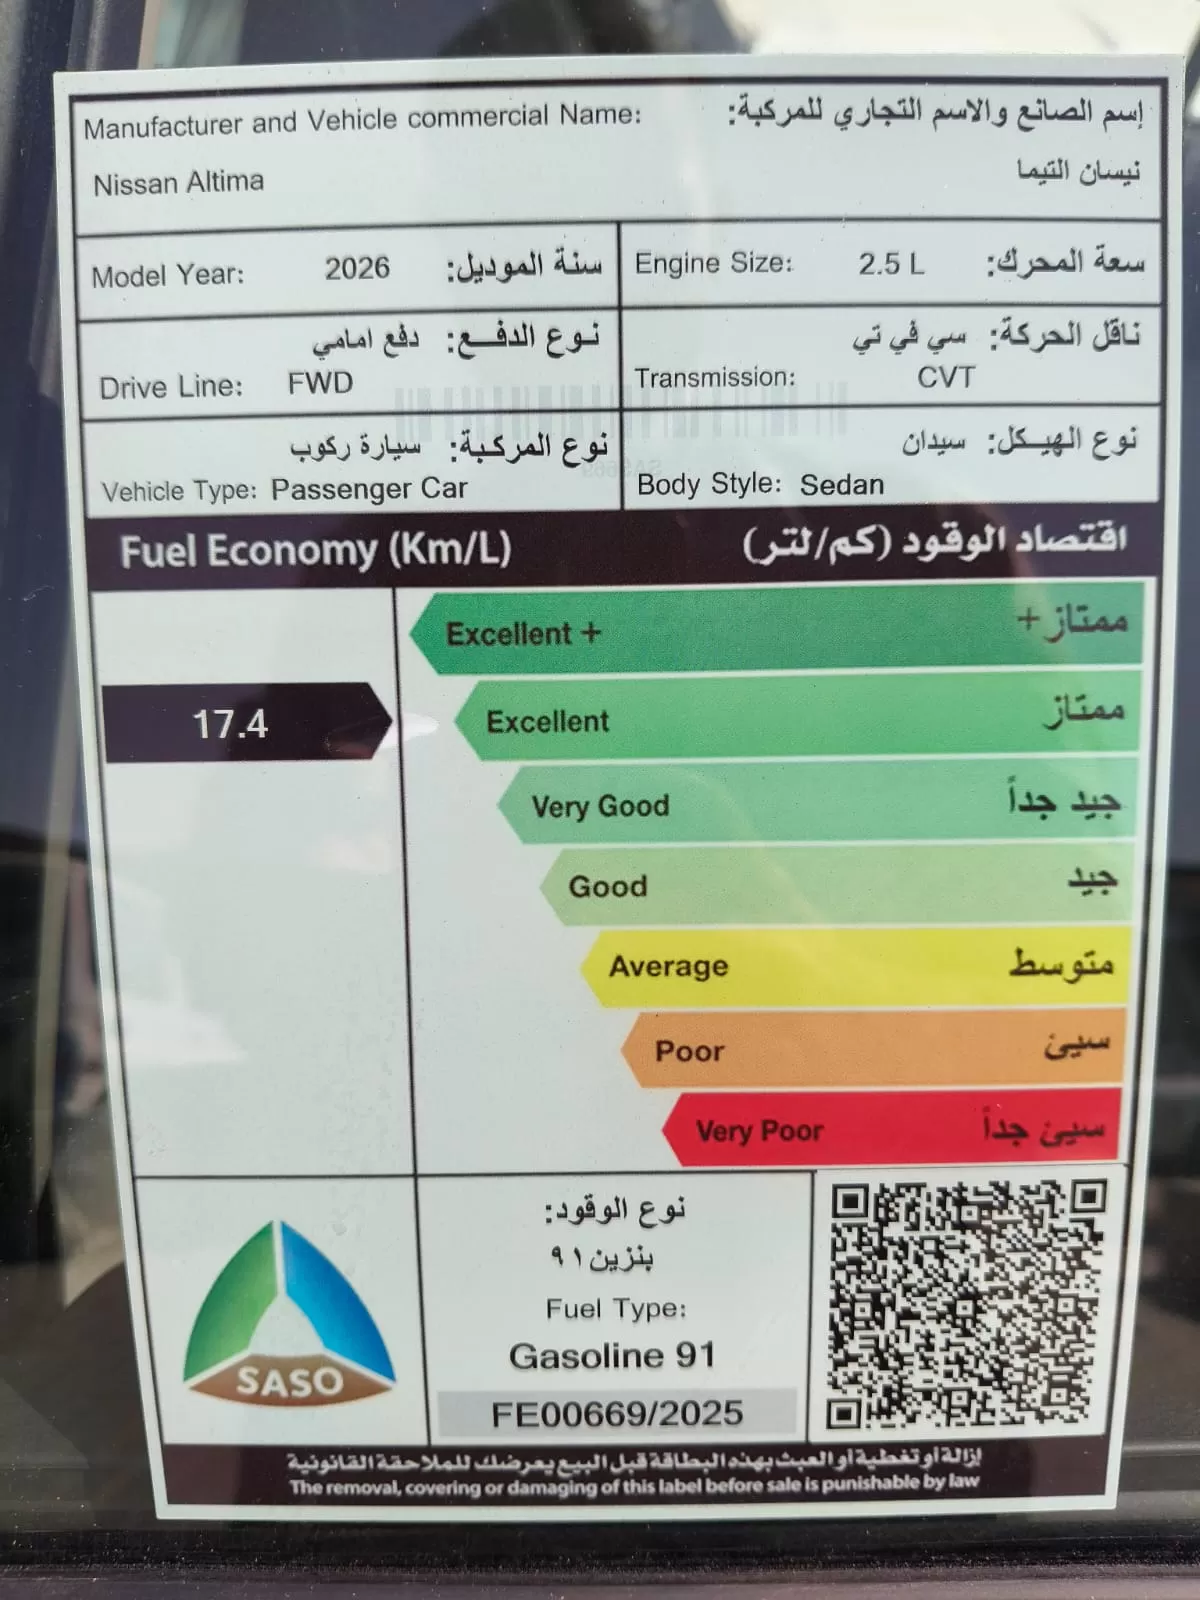 Manufacturer and Vehicle commercial Name:
إسم الصانع والاسم التجاري للمركبة:
Nissan Altima
نيسان التيما
Model Year: 2026 سنة الموديل:
Engine Size: 2.5 L سعة المحرك:
نوع الدفع: دفع امامي
Drive Line: FWD
ناقل الحركة: سي في تي
Transmission: CVT
نوع المركبة: سيارة ركوب
Vehicle Type: Passenger Car
نوع الهيكل: سيدان
Body Style: Sedan
Fuel Economy (Km/L)
اقتصاد الوقود (كم/لتر)
17.4
Excellent + ممتاز+
Excellent ممتاز
Very Good جيد جداً
Good جيد
Average متوسط
Poor سيئ
Very Poor سيئ جداً
SASO
نوع الوقود:
بنزين ٩١
Fuel Type:
Gasoline 91
FE00669/2025
إزالة أو تغطية أو العبث بهذه البطاقة قبل البيع يعرضك للملاحقة القانونية
The removal, covering or damaging of this label before sale is punishable by law